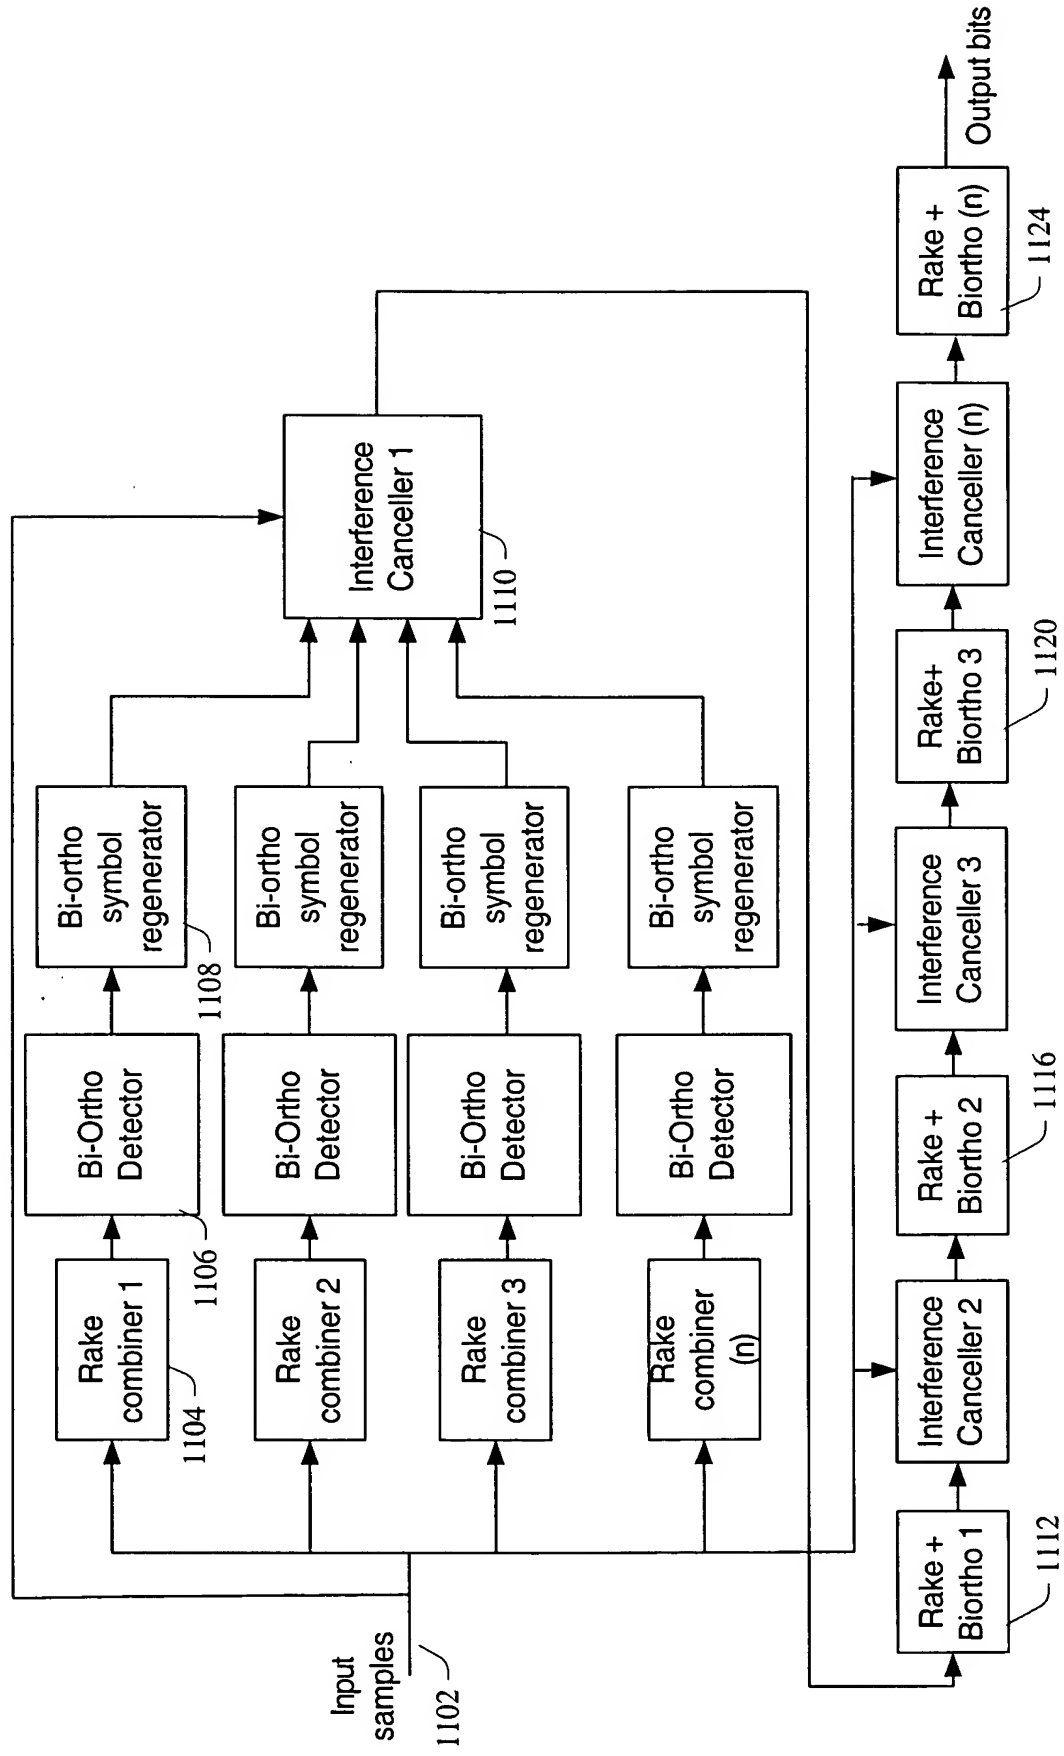 Input
samples
1102
Rake
combiner 1
1104
Bi-Ortho
Detector
1106
Bi-ortho
symbol
regenerator
1108
Rake
combiner 2
Bi-Ortho
Detector
Bi-ortho
symbol
regenerator
Rake
combiner 3
Bi-Ortho
Detector
Bi-ortho
symbol
regenerator
Rake
combiner
(n)
Bi-Ortho
Detector
Bi-ortho
symbol
regenerator
Interference
Canceller 1
1110
Rake +
Biortho 1
1112
Interference
Canceller 2
Rake +
Biortho 2
1116
Interference
Canceller 3
Rake+
Biortho 3
1120
Interference
Canceller (n)
Rake +
Biortho (n)
1124
Output bits